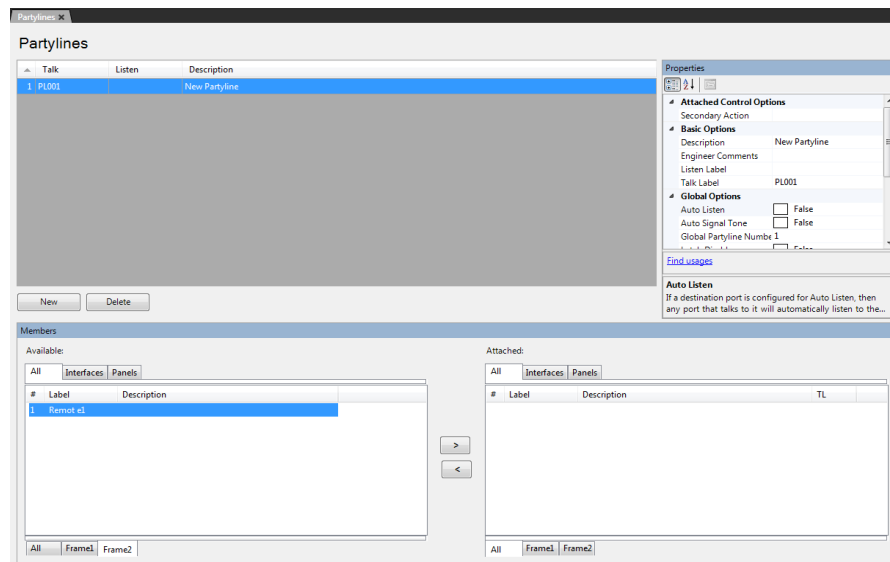 Partylines ✕
Partylines
Talk Listen Description
1 PL001 New Partyline
New Delete
Properties
Attached Control Options
Secondary Action
Basic Options
Description New Partyline
Engineer Comments
Listen Label
Talk Label PL001
Global Options
Auto Listen False
Auto Signal Tone False
Global Partyline Numbe 1
False
Find usages
Auto Listen
If a destination port is configured for Auto Listen, then
any port that talks to it will automatically listen to the...
Members
Available:
All Interfaces Panels
# Label Description
1 Remot e1
All Frame1 Frame2
>
<
Attached:
All Interfaces Panels
# Label Description TL
All Frame1 Frame2